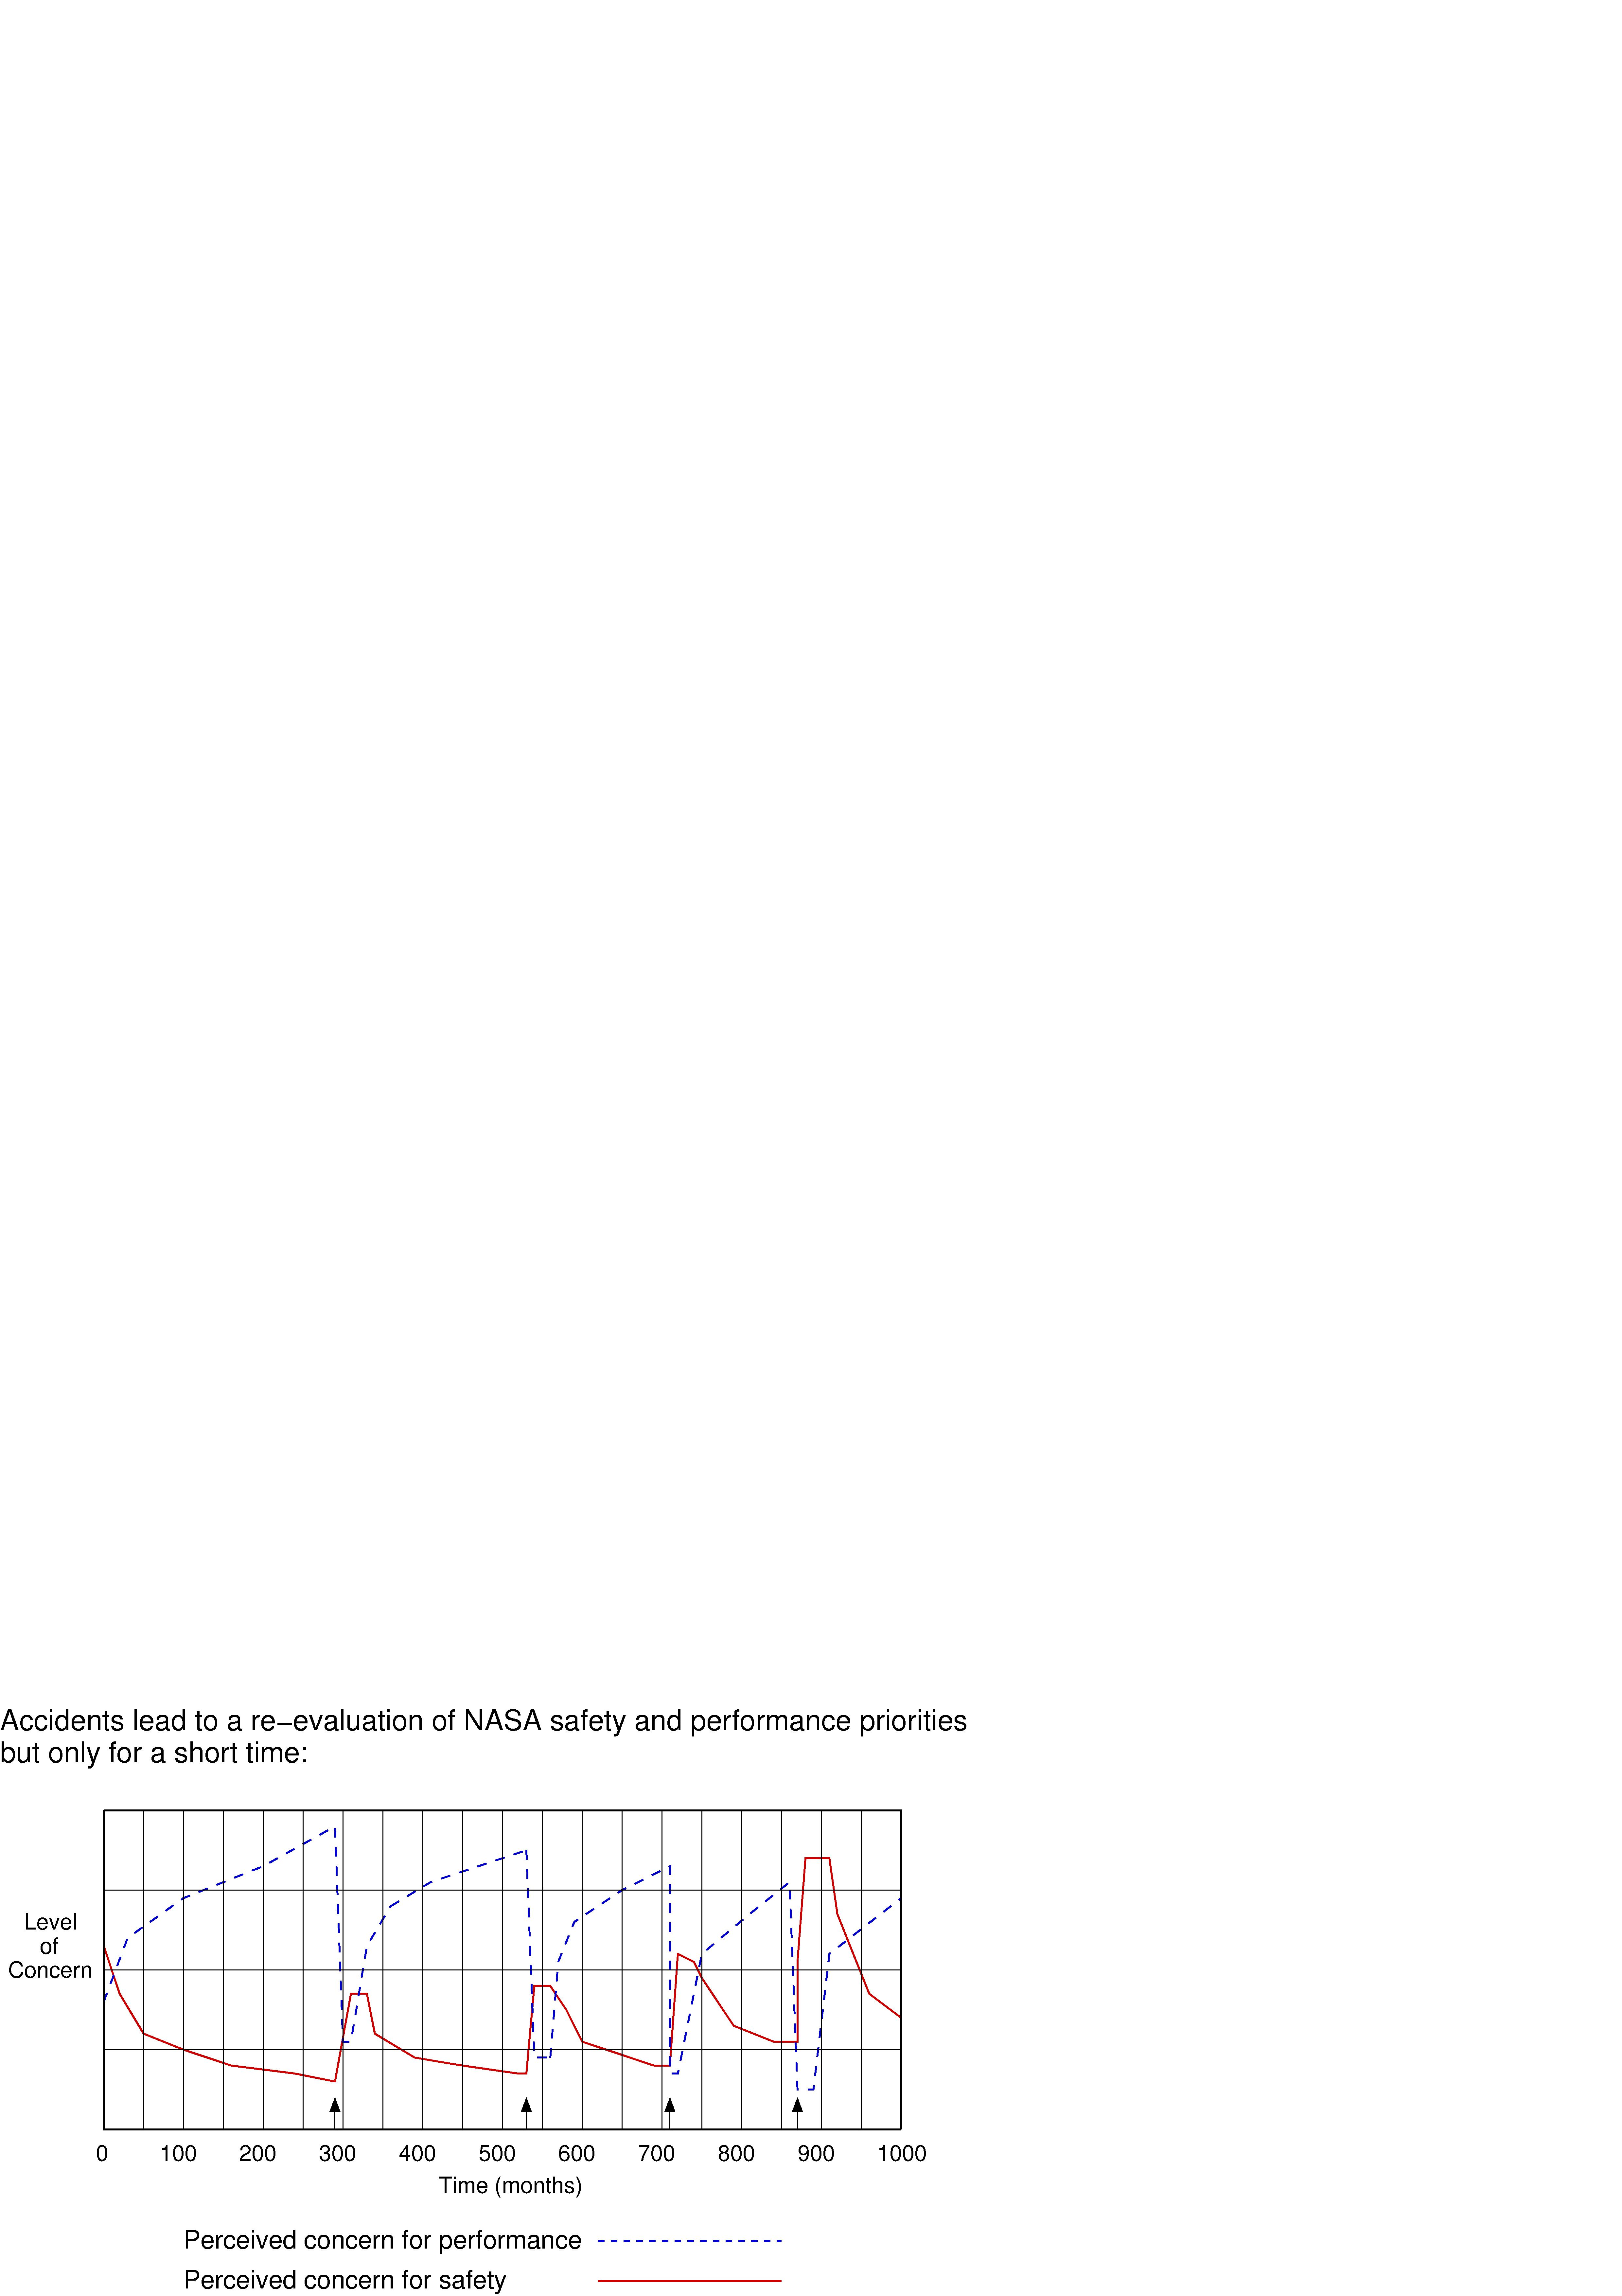 Accidents lead to a re–evaluation of NASA safety and performance priorities
but only for a short time:
Level
of
Concern
0 100 200 300 400 500 600 700 800 900 1000
Time (months)
Perceived concern for performance
Perceived concern for safety